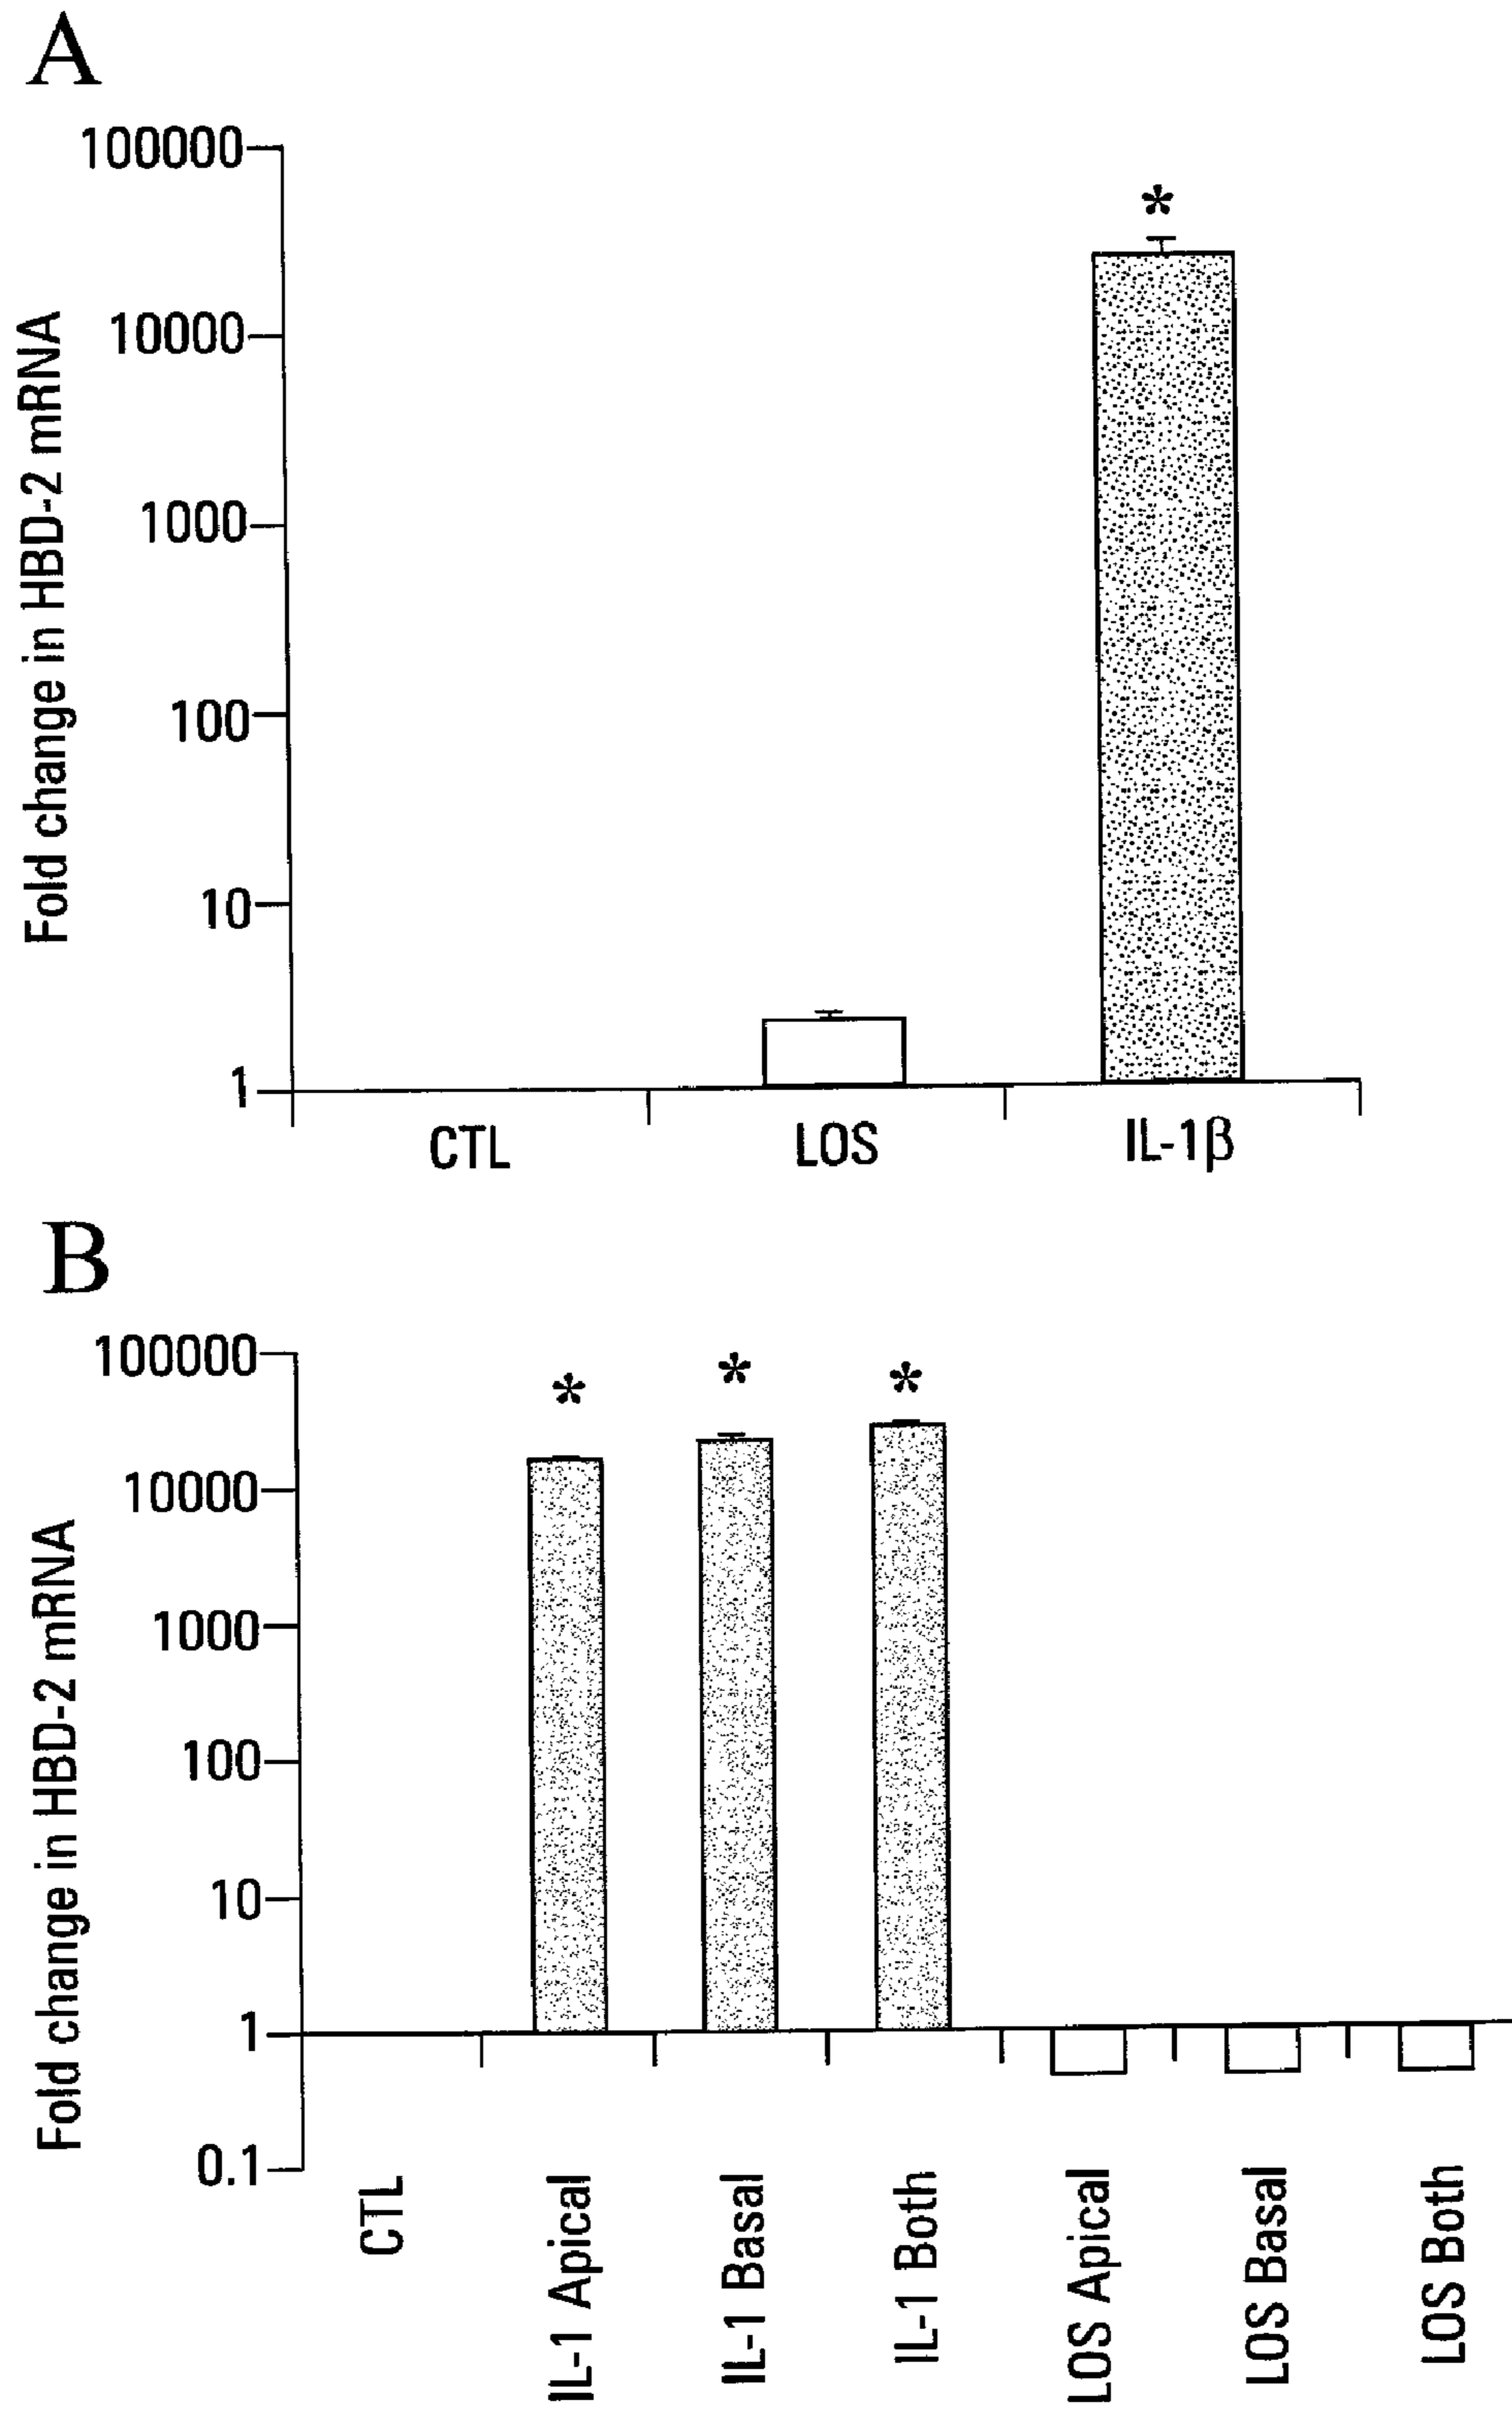 A
100000
10000
1000
100
10
1
Fold change in HBD-2 mRNA
*
CTL LOS IL-1β
B
100000
10000
1000
100
10
1
0.1
Fold change in HBD-2 mRNA
* * *
CTL
IL-1 Apical
IL-1 Basal
IL-1 Both
LOS Apical
LOS Basal
LOS Both